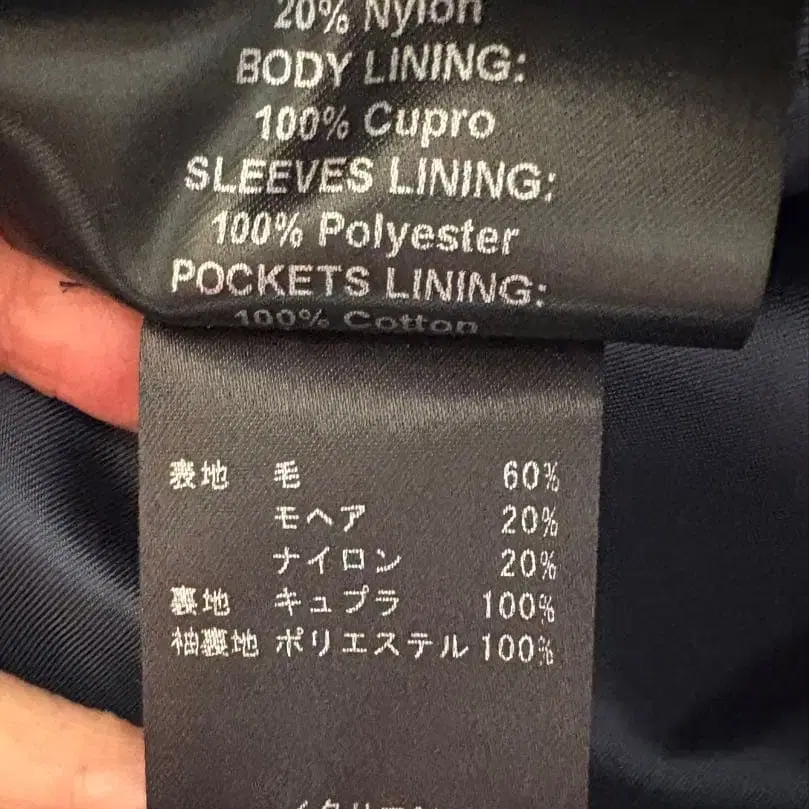 20% Nylon
BODY LINING:
100% Cupro
SLEEVES LINING:
100% Polyester
POCKETS LINING:
100% Cotton
表地 毛 60%
モヘア 20%
ナイロン 20%
裏地 キュプラ 100%
袖裏地 ポリエステル 100%